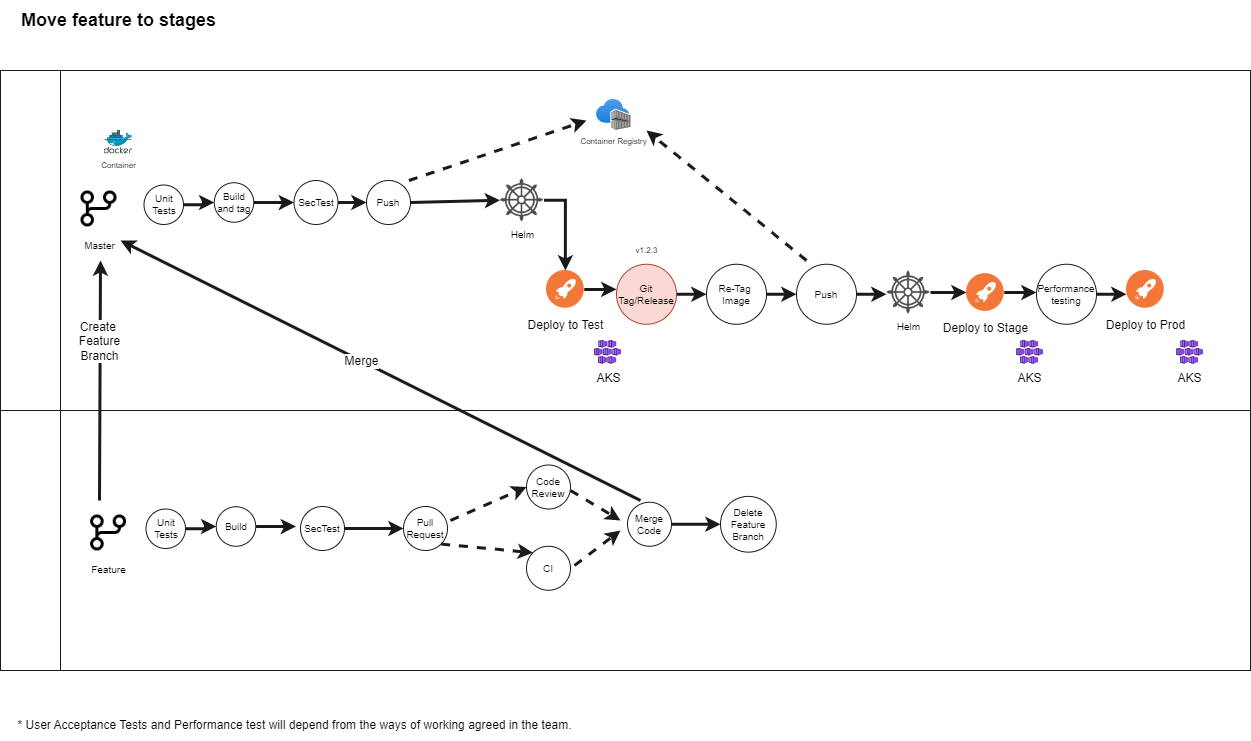 Move feature to stages
docker
Container
Container Registry
Unit
Tests
Build
and tag
SecTest
Push
Master
Helm
v1.2.3
Git
Tag/Release
Re-Tag
Image
Push
Performance
testing
Deploy to Test
Helm
Deploy to Stage
Deploy to Prod
Create
Feature
Branch
Merge
AKS
AKS
AKS
Code
Review
Unit
Tests
Build
SecTest
Pull
Request
Merge
Code
Delete
Feature
Branch
CI
Feature
* User Acceptance Tests and Performance test will depend from the ways of working agreed in the team.